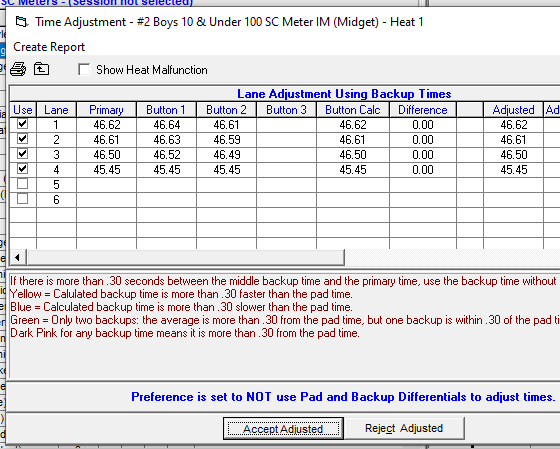 SC Meters - (Session not selected)
Time Adjustment - #2 Boys 10 & Under 100 SC Meter IM (Midget) - Heat 1
Create Report
Show Heat Malfunction
Lane Adjustment Using Backup Times
Use Lane Primary Button 1 Button 2 Button 3 Button Calc Difference Adjusted Ad
1 46.62 46.64 46.61 46.62 0.00 46.62
2 46.61 46.63 46.59 46.61 0.00 46.61
3 46.50 46.52 46.49 46.50 0.00 46.50
4 45.45 45.45 45.45 45.45 0.00 45.45
5
6
If there is more than .30 seconds between the middle backup time and the primary time, use the backup time without
Yellow = Calulated backup time is more than .30 faster than the pad time.
Blue = Calculated backup time is more than .30 slower than the pad time.
Green = Only two backups: the average is more than .30 from the pad time, but one backup is within .30 of the pad ti
Dark Pink for any backup time means it is more than .30 from the pad time.
Preference is set to NOT use Pad and Backup Differentials to adjust times.
Accept Adjusted Reject Adjusted